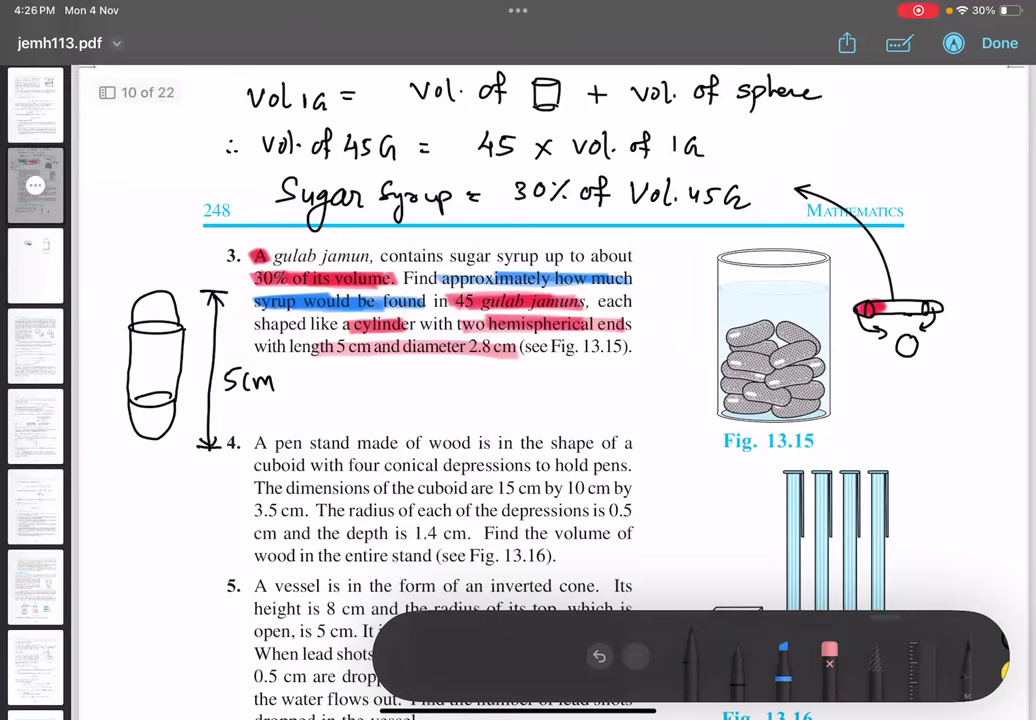 4:26 PM Mon 4 Nov
30%
jemh113.pdf
Done
10 of 22
Vol 1G = Vol. of + vol. of sphere
∴ Vol. of 45G = 45 x vol. of 1G
Sugar Syrup = 30% of Vol. 45G
248 MATHEMATICS
3. A gulab jamun, contains sugar syrup up to about
30% of its volume. Find approximately how much
syrup would be found in 45 gulab jamuns, each
shaped like a cylinder with two hemispherical ends
with length 5 cm and diameter 2.8 cm (see Fig. 13.15).
5cm
Fig. 13.15
4. A pen stand made of wood is in the shape of a
cuboid with four conical depressions to hold pens.
The dimensions of the cuboid are 15 cm by 10 cm by
3.5 cm. The radius of each of the depressions is 0.5
cm and the depth is 1.4 cm. Find the volume of
wood in the entire stand (see Fig. 13.16).
5. A vessel is in the form of an inverted cone. Its
height is 8 cm and the radius of its top, which is
open, is 5 cm. It
When lead shots
0.5 cm are drop
the water flows out.
Fig. 13.16